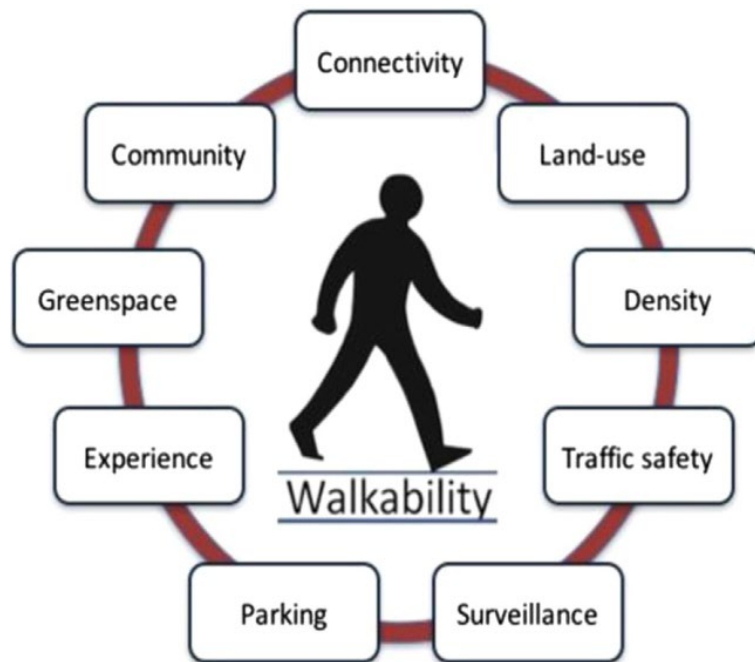 Connectivity
Land-use
Density
Traffic safety
Surveillance
Parking
Experience
Greenspace
Community
Walkability